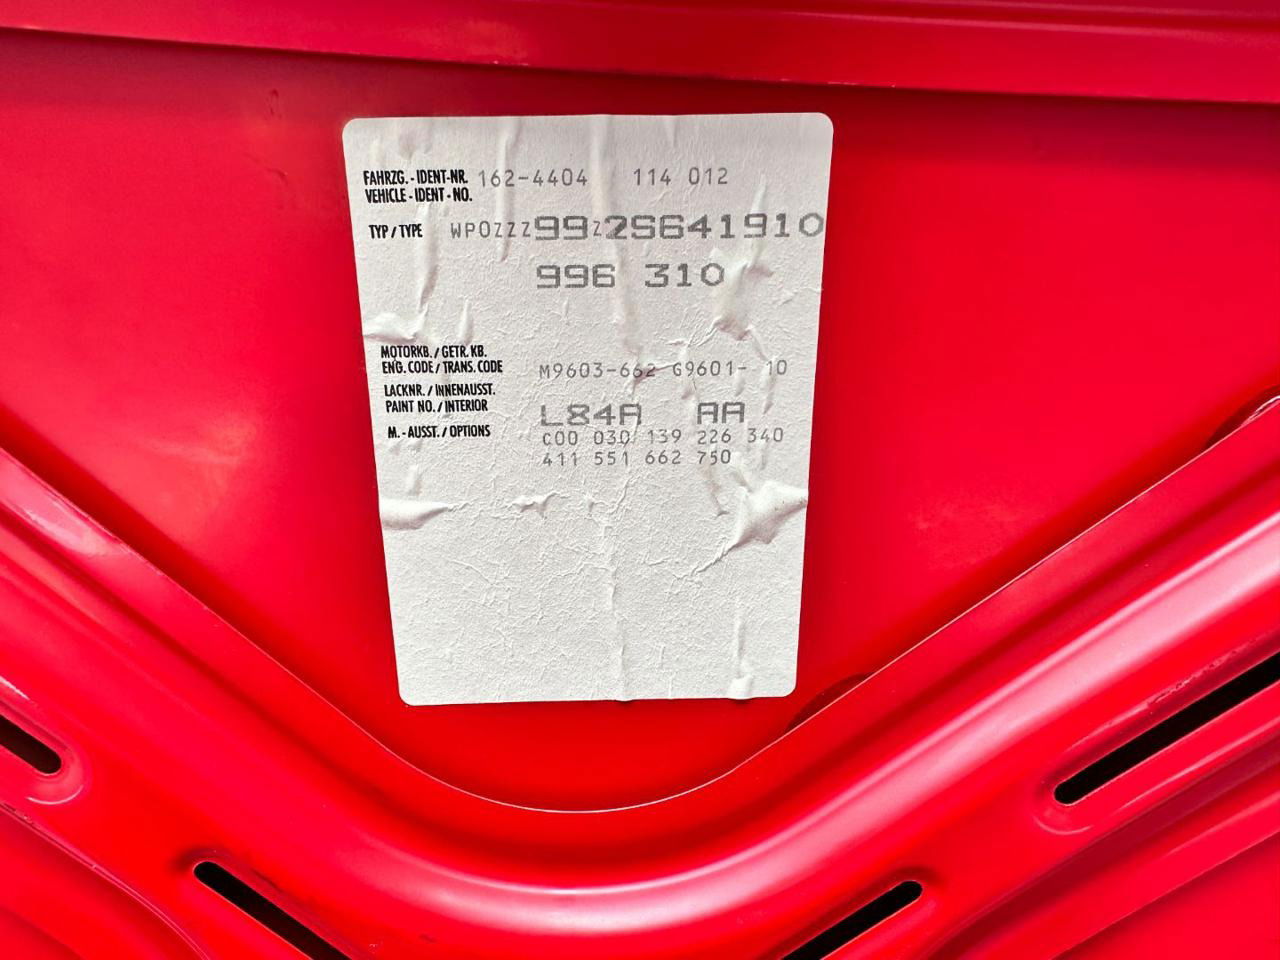 FAHRZG.-IDENT-NR. 162-4404 114 012
VEHICLE-IDENT-NO.
TYP/TYPE WP0ZZZ99Z2S641910
996 310
MOTORKB./GETR.KB.
ENG.CODE/TRANS.CODE M9603-662 G9601- 10
LACKNR./INNENAUSST.
PAINT NO./INTERIOR L84A AA
M.-AUSST./OPTIONS C00 030 139 226 340
411 551 662 750